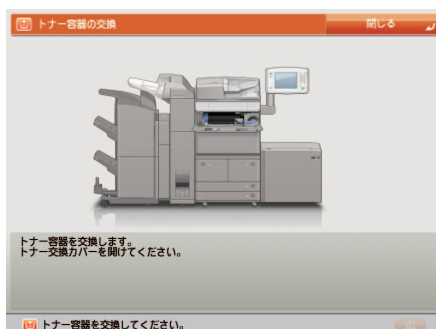 トナー容器の交換
閉じる
トナー容器を交換します。
トナー交換カバーを開けてください。
トナー容器を交換してください。